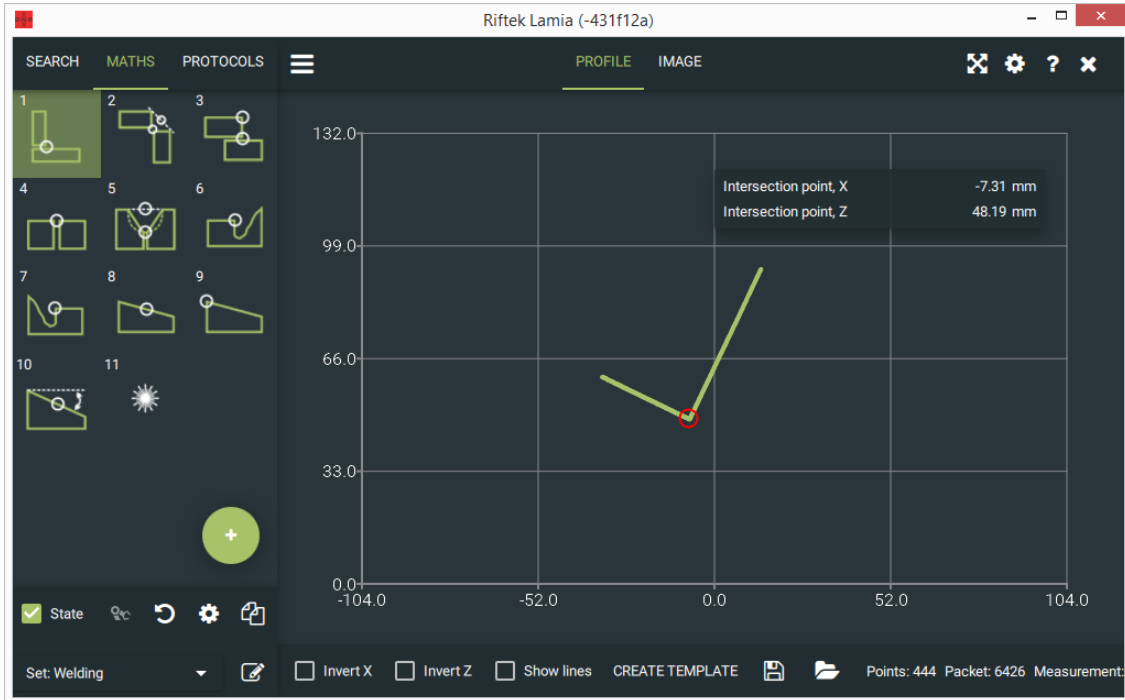 Riftek Lamia (-431f12a)
SEARCH MATHS PROTOCOLS
PROFILE IMAGE
?
1 2 3
4 5 6
7 8 9
10 11
+
State
Set: Welding
132.0
99.0
66.0
33.0
0.0
-104.0 -52.0 0.0 52.0 104.0
Intersection point, X -7.31 mm
Intersection point, Z 48.19 mm
Invert X Invert Z Show lines CREATE TEMPLATE Points: 444 Packet: 6426 Measurement: